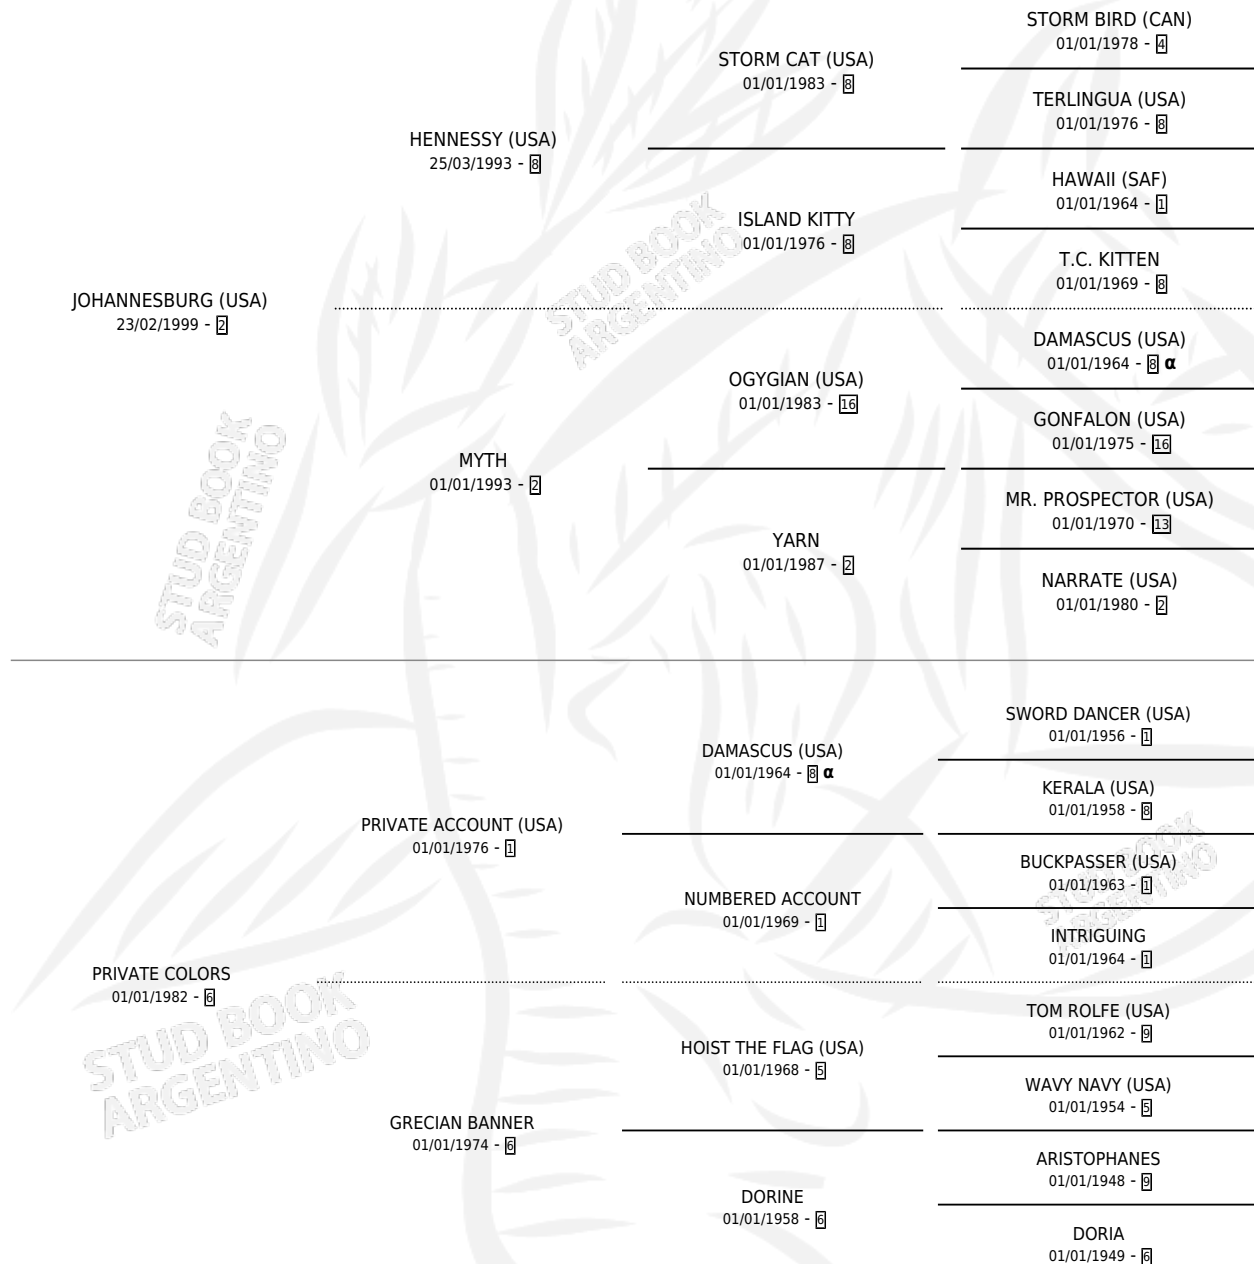 STORM BIRD (CAN)
01/01/1978 - 4
STORM CAT (USA)
01/01/1983 - 8
TERLINGUA (USA)
01/01/1976 - 8
HENNESSY (USA)
25/03/1993 - 8
HAWAII (SAF)
01/01/1964 - 1
ISLAND KITTY
01/01/1976 - 8
T.C. KITTEN
01/01/1969 - 8
JOHANNESBURG (USA)
23/02/1999 - 2
DAMASCUS (USA)
01/01/1964 - 8 α
OGYGIAN (USA)
01/01/1983 - 16
GONFALON (USA)
01/01/1975 - 16
MYTH
01/01/1993 - 2
MR. PROSPECTOR (USA)
01/01/1970 - 13
YARN
01/01/1987 - 2
NARRATE (USA)
01/01/1980 - 2
SWORD DANCER (USA)
01/01/1956 - 1
DAMASCUS (USA)
01/01/1964 - 8 α
KERALA (USA)
01/01/1958 - 8
PRIVATE ACCOUNT (USA)
01/01/1976 - 1
BUCKPASSER (USA)
01/01/1963 - 1
NUMBERED ACCOUNT
01/01/1969 - 1
INTRIGUING
01/01/1964 - 1
PRIVATE COLORS
01/01/1982 - 6
TOM ROLFE (USA)
01/01/1962 - 9
HOIST THE FLAG (USA)
01/01/1968 - 5
WAVY NAVY (USA)
01/01/1954 - 5
GRECIAN BANNER
01/01/1974 - 6
ARISTOPHANES
01/01/1948 - 9
DORINE
01/01/1958 - 6
DORIA
01/01/1949 - 6
STUD BOOK
ARGENTINO
STUD BOOK
ARGENTINO
STUD BOOK
ARGENTINO
STUD BOOK
ARGENTINO